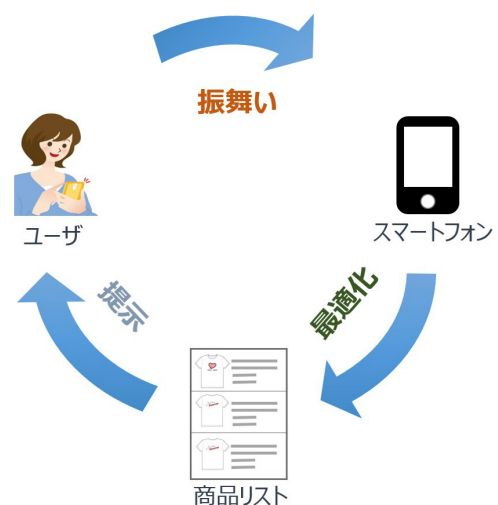 振舞い
ユーザ
スマートフォン
提示
最適化
商品リスト